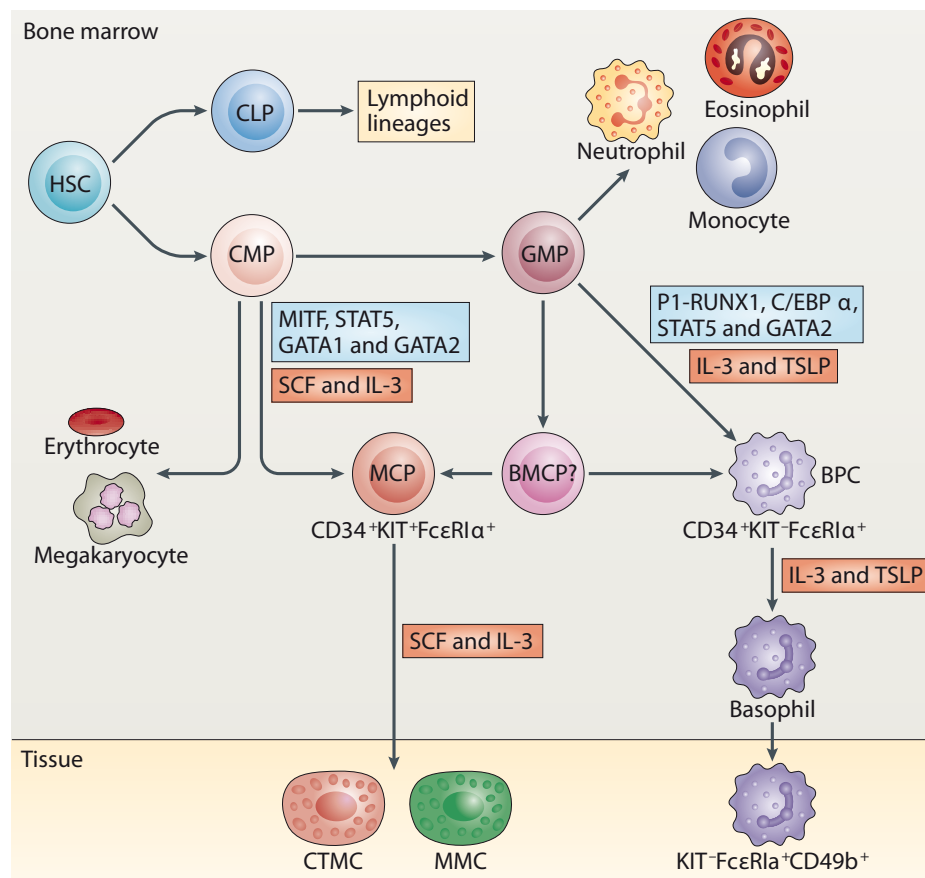 Bone marrow
CLP
Lymphoid
lineages
HSC
Neutrophil
Eosinophil
Monocyte
CMP
GMP
MITF, STAT5,
GATA1 and GATA2
SCF and IL-3
P1-RUNX1, C/EBP α,
STAT5 and GATA2
IL-3 and TSLP
Erythrocyte
Megakaryocyte
MCP
CD34⁺KIT⁺FcεRIα⁺
BMCP?
BPC
CD34⁺KIT⁻FcεRIα⁺
IL-3 and TSLP
SCF and IL-3
Basophil
Tissue
CTMC
MMC
KIT⁻FcεRIa⁺CD49b⁺